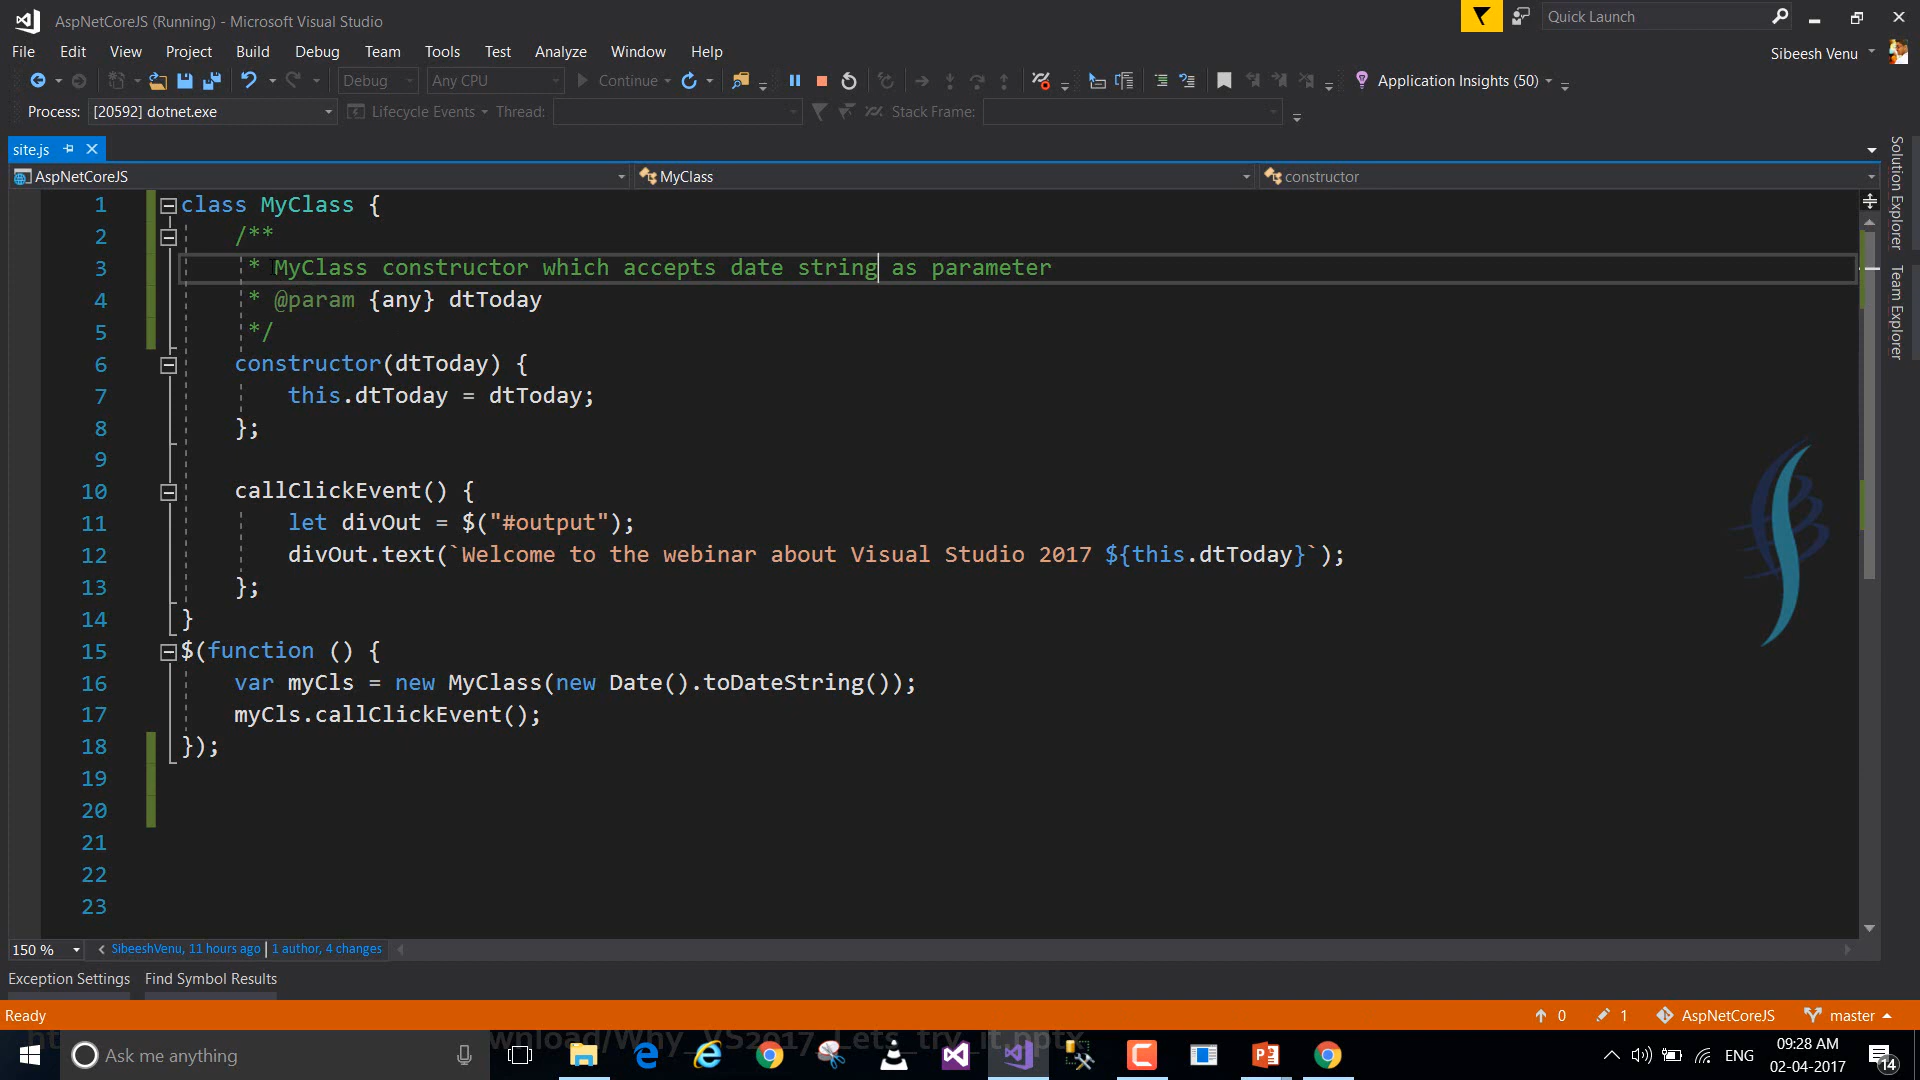 AspNetCoreJS (Running) - Microsoft Visual Studio
Quick Launch
File Edit View Project Build Debug Team Tools Test Analyze Window Help
Sibeesh Venu
Debug Any CPU Continue Application Insights (50)
Process: [20592] dotnet.exe Lifecycle Events Thread: Stack Frame:
site.js
AspNetCoreJS MyClass constructor
Solution Explorer
Team Explorer
1 class MyClass {
2 /**
3 * MyClass constructor which accepts date string as parameter
4 * @param {any} dtToday
5 */
6 constructor(dtToday) {
7 this.dtToday = dtToday;
8 };
9
10 callClickEvent() {
11 let divOut = $("#output");
12 divOut.text(`Welcome to the webinar about Visual Studio 2017 ${this.dtToday}`);
13 };
14 }
15 $(function () {
16 var myCls = new MyClass(new Date().toDateString());
17 myCls.callClickEvent();
18 });
19
20
21
22
23
150 % SibeeshVenu, 11 hours ago | 1 author, 4 changes
Exception Settings Find Symbol Results
Ready 0 1 AspNetCoreJS master
wnload/Why_VS2017_Lets_try_it.pptx
Ask me anything
ENG
09:28 AM
02-04-2017
14